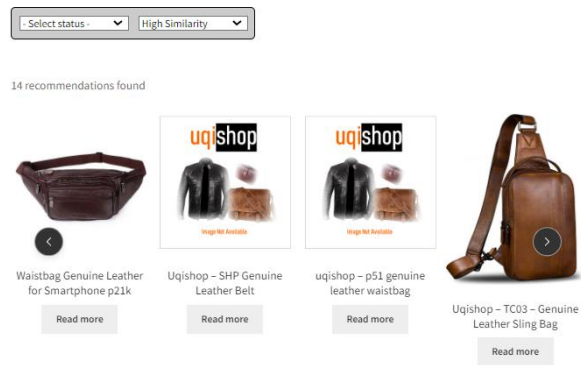 - Select status -
High Similarity
14 recommendations found
uqishop
Image Not Available
uqishop
Image Not Available
Waistbag Genuine Leather
for Smartphone p21k
Read more
Uqishop – SHP Genuine
Leather Belt
Read more
uqishop – p51 genuine
leather waistbag
Read more
Uqishop – TC03 – Genuine
Leather Sling Bag
Read more